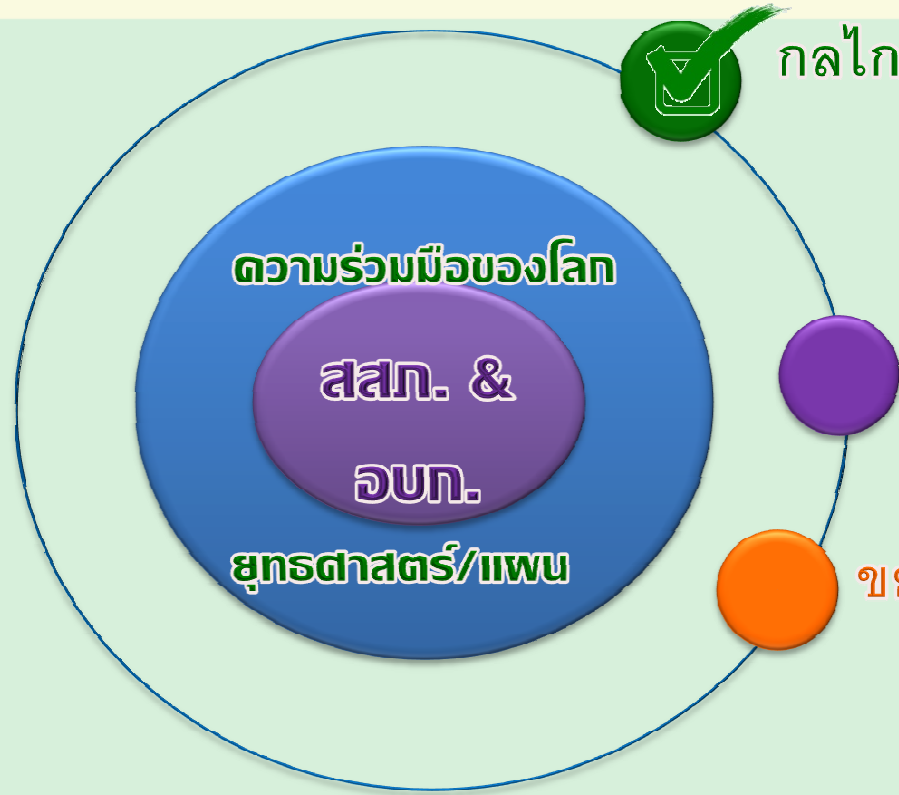 กลไก
ความร่วมมือของโลก
สสภ. &
อบก.
ยุทธศาสตร์/แผน